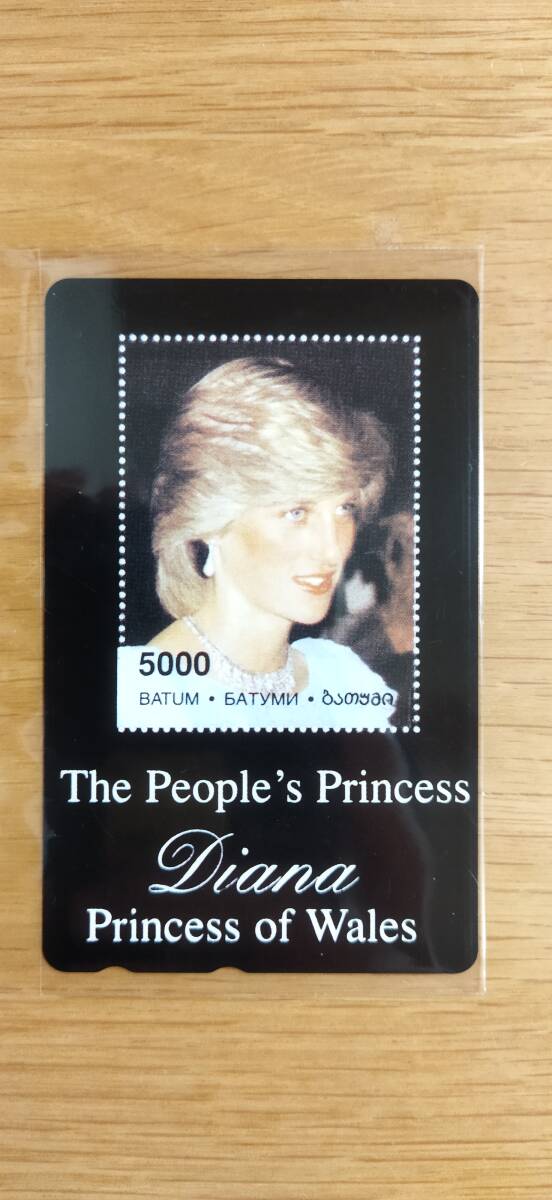 5000
BATUM • БАТУМИ • ბათუმი
The People's Princess
Diana
Princess of Wales